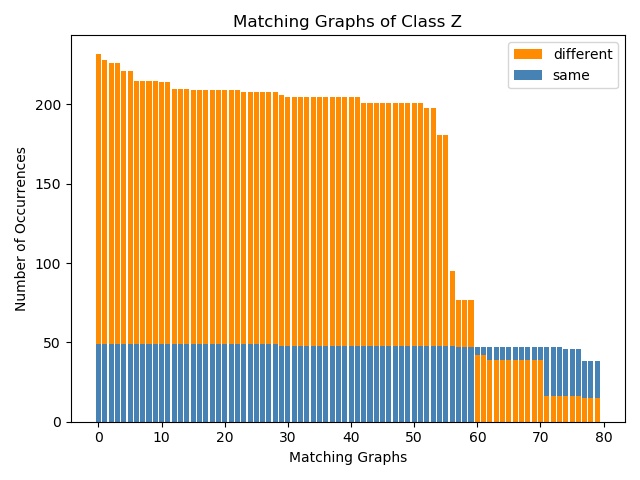 Matching Graphs of Class Z
different
same
Number of Occurrences
200
150
100
50
0
0 10 20 30 40 50 60 70 80
Matching Graphs